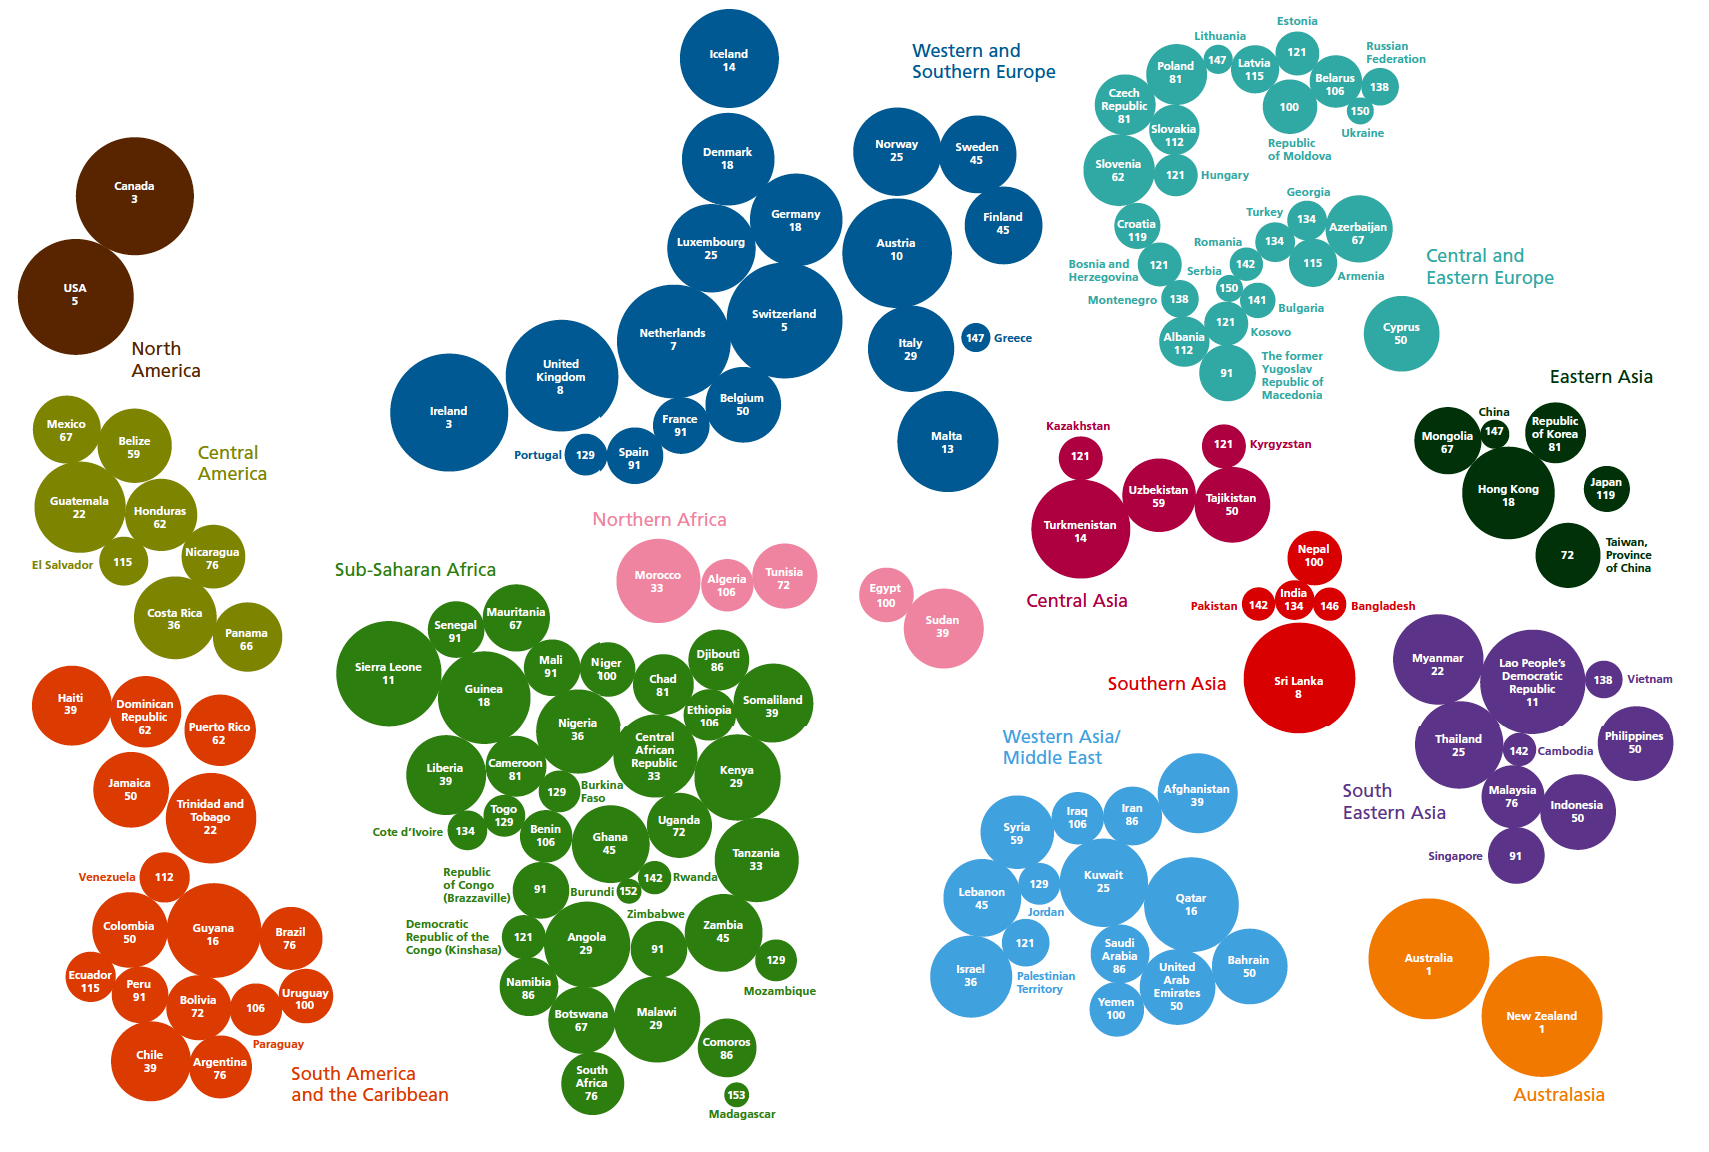 North
America
Canada
3
USA
5
Central
America
Mexico
67
Belize
59
Guatemala
22
Honduras
62
El Salvador
115
Nicaragua
76
Costa Rica
36
Panama
66
Haiti
39
Dominican
Republic
62
Puerto Rico
62
Jamaica
50
Trinidad and
Tobago
22
Venezuela
112
Colombia
50
Guyana
16
Brazil
76
Ecuador
115
Peru
91
Bolivia
72
106
Paraguay
Uruguay
100
Chile
39
Argentina
76
South America
and the Caribbean
Western and
Southern Europe
Iceland
14
Denmark
18
Germany
18
Luxembourg
25
Switzerland
5
Netherlands
7
United
Kingdom
8
Ireland
3
Belgium
50
France
91
Spain
91
Portugal
129
Norway
25
Sweden
45
Finland
45
Austria
10
Italy
29
147
Greece
Malta
13
Central and
Eastern Europe
Estonia
121
Lithuania
147
Latvia
115
Poland
81
Czech
Republic
81
Slovakia
112
Slovenia
62
121
Hungary
Russian
Federation
138
Belarus
106
150
Ukraine
100
Republic
of Moldova
Croatia
119
Bosnia and
Herzegovina
121
Montenegro
138
Albania
112
Georgia
134
Turkey
134
Azerbaijan
67
115
Armenia
Romania
142
Serbia
150
141
Bulgaria
121
Kosovo
91
The former
Yugoslav
Republic of
Macedonia
Cyprus
50
Northern Africa
Morocco
33
Algeria
106
Tunisia
72
Egypt
100
Sudan
39
Sub-Saharan Africa
Sierra Leone
11
Senegal
91
Mauritania
67
Guinea
18
Mali
91
Niger
100
Chad
81
Djibouti
86
Ethiopia
106
Somaliland
39
Nigeria
36
Central
African
Republic
33
Kenya
29
Liberia
39
Cameroon
81
129
Burkina
Faso
Togo
129
Cote d’Ivoire
134
Benin
106
Ghana
45
Uganda
72
Tanzania
33
Republic
of Congo
(Brazzaville)
91
Burundi
152
142
Rwanda
Democratic
Republic of the
Congo (Kinshasa)
121
Angola
29
Zimbabwe
91
Zambia
45
129
Mozambique
Namibia
86
Botswana
67
Malawi
29
Comoros
86
South
Africa
76
153
Madagascar
Central Asia
Kazakhstan
121
121
Kyrgyzstan
Turkmenistan
14
Uzbekistan
59
Tajikistan
50
Eastern Asia
Mongolia
67
China
147
Republic
of Korea
81
Hong Kong
18
Japan
119
72
Taiwan,
Province
of China
Southern Asia
Nepal
100
Pakistan
142
India
134
146
Bangladesh
Sri Lanka
8
South
Eastern Asia
Myanmar
22
Lao People’s
Democratic
Republic
11
138
Vietnam
Thailand
25
142
Cambodia
Philippines
50
Malaysia
76
Indonesia
50
Singapore
91
Western Asia/
Middle East
Afghanistan
39
Iran
86
Iraq
106
Syria
59
Lebanon
45
129
Jordan
Kuwait
25
Qatar
16
121
Palestinian
Territory
Israel
36
Saudi
Arabia
86
United
Arab
Emirates
50
Bahrain
50
Yemen
100
Australia
1
New Zealand
1
Australasia